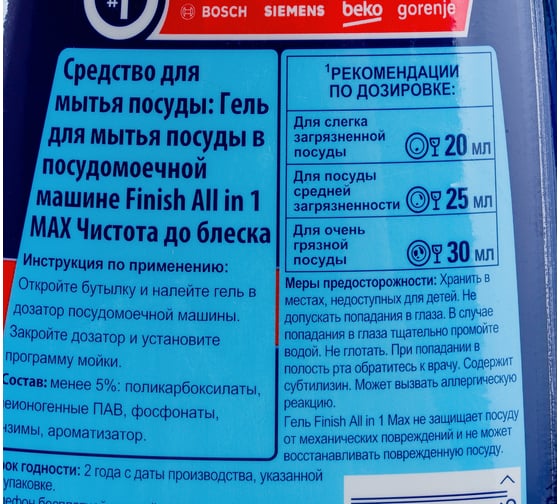 #1
BOSCH SIEMENS beko gorenje
Средство для
мытья посуды: Гель
для мытья посуды в
посудомоечной
машине Finish All in 1
MAX Чистота до блеска
Инструкция по применению:
Откройте бутылку и налейте гель в
дозатор посудомоечной машины.
Закройте дозатор и установите
программу мойки.
Состав: менее 5%: поликарбоксилаты,
ПАВ, фосфонаты,
ароматизатор.
годности: 2 года с даты производства, указанной
упаковке.
¹РЕКОМЕНДАЦИИ
ПО ДОЗИРОВКЕ:
Для слегка
загрязненной
посуды 20 мл
Для посуды
средней
загрязненности 25 мл
Для очень
грязной
посуды 30 мл
Меры предосторожности: Хранить в
местах, недоступных для детей. Не
допускать попадания в глаза. В случае
попадания в глаза тщательно промойте
водой. Не глотать. При попадании в
полость рта обратитесь к врачу. Содержит
субтилизин. Может вызвать аллергическую
реакцию.
Гель Finish All in 1 Max не защищает посуду
от механических повреждений и не может
восстанавливать поврежденную посуду.